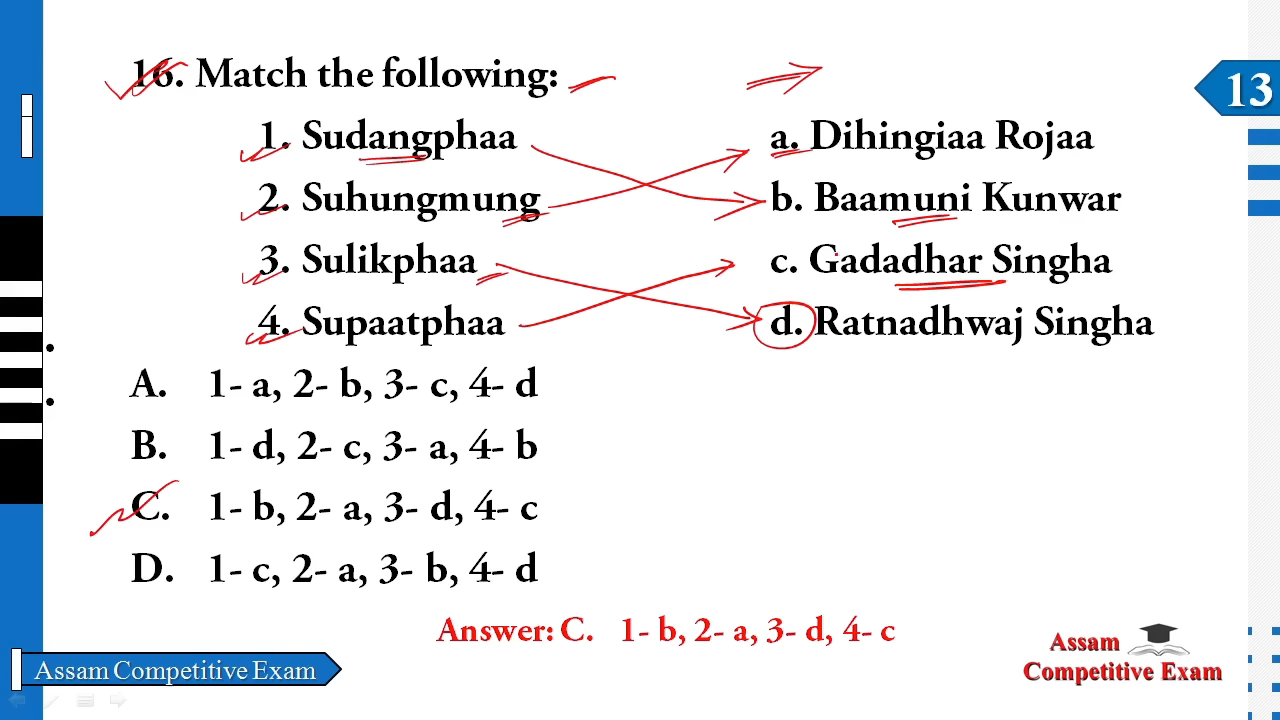 16. Match the following:
13
1. Sudangphaa a. Dihingiaa Rojaa
2. Suhungmung b. Baamuni Kunwar
3. Sulikphaa c. Gadadhar Singha
4. Supaatphaa d. Ratnadhwaj Singha
A. 1- a, 2- b, 3- c, 4- d
B. 1- d, 2- c, 3- a, 4- b
C. 1- b, 2- a, 3- d, 4- c
D. 1- c, 2- a, 3- b, 4- d
Answer: C. 1- b, 2- a, 3- d, 4- c
Assam Competitive Exam
Assam
Competitive Exam